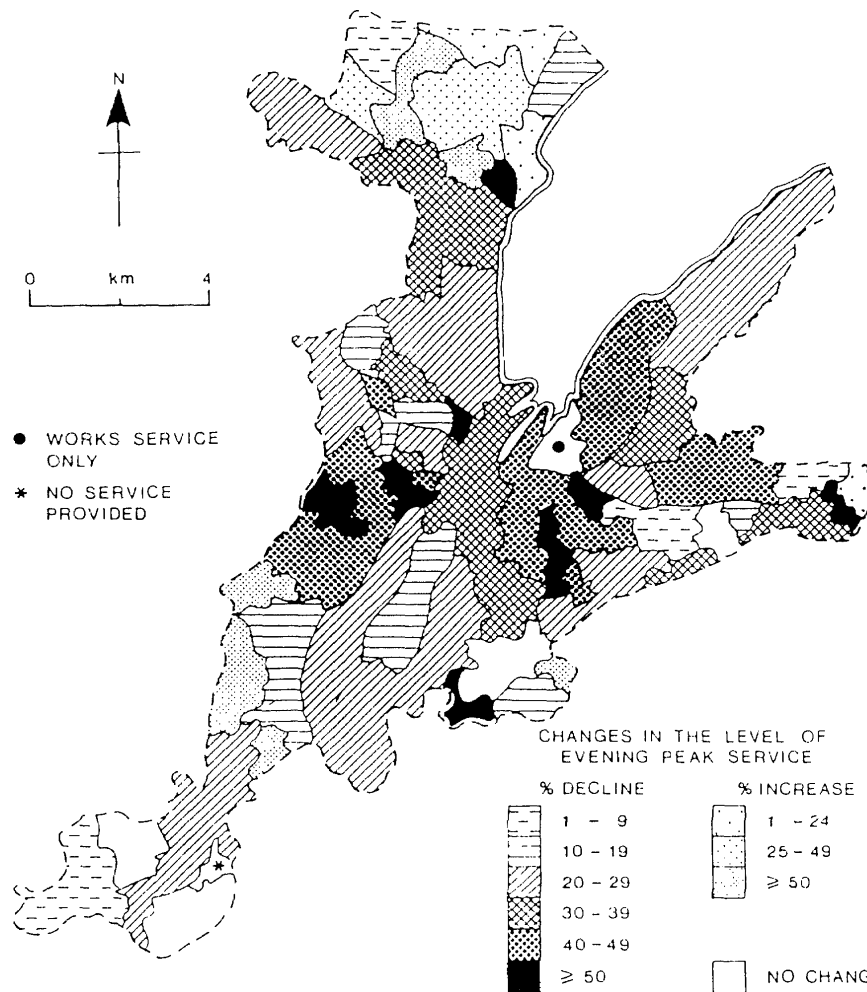 N
0 km 4
● WORKS SERVICE
ONLY
* NO SERVICE
PROVIDED
*
CHANGES IN THE LEVEL OF
EVENING PEAK SERVICE
% DECLINE
1 - 9
10 - 19
20 - 29
30 - 39
40 - 49
≥ 50
% INCREASE
1 - 24
25 - 49
≥ 50
NO CHANG